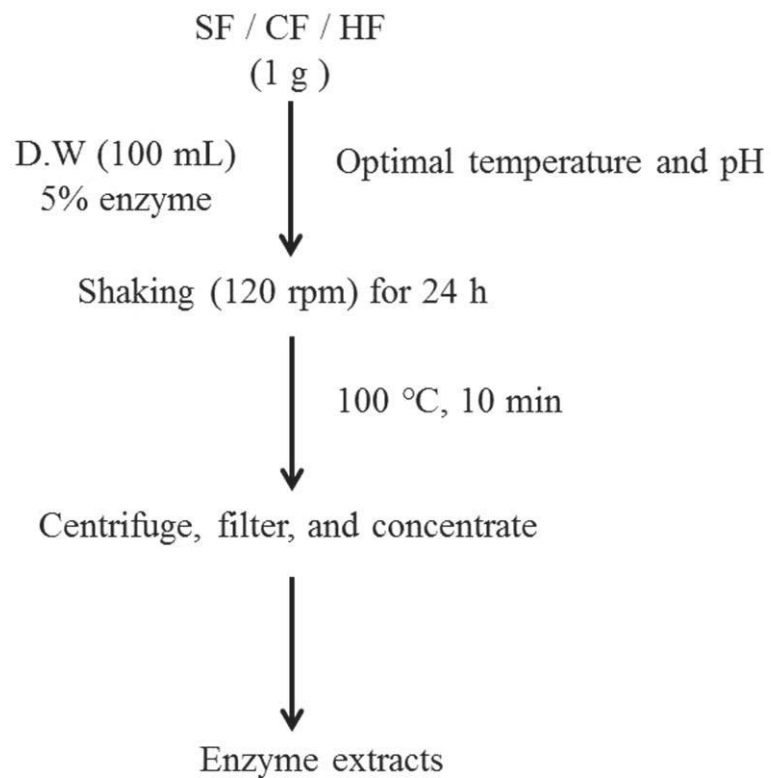 SF / CF / HF
(1 g )
D.W (100 mL)
5% enzyme
Optimal temperature and pH
Shaking (120 rpm) for 24 h
100 °C, 10 min
Centrifuge, filter, and concentrate
Enzyme extracts